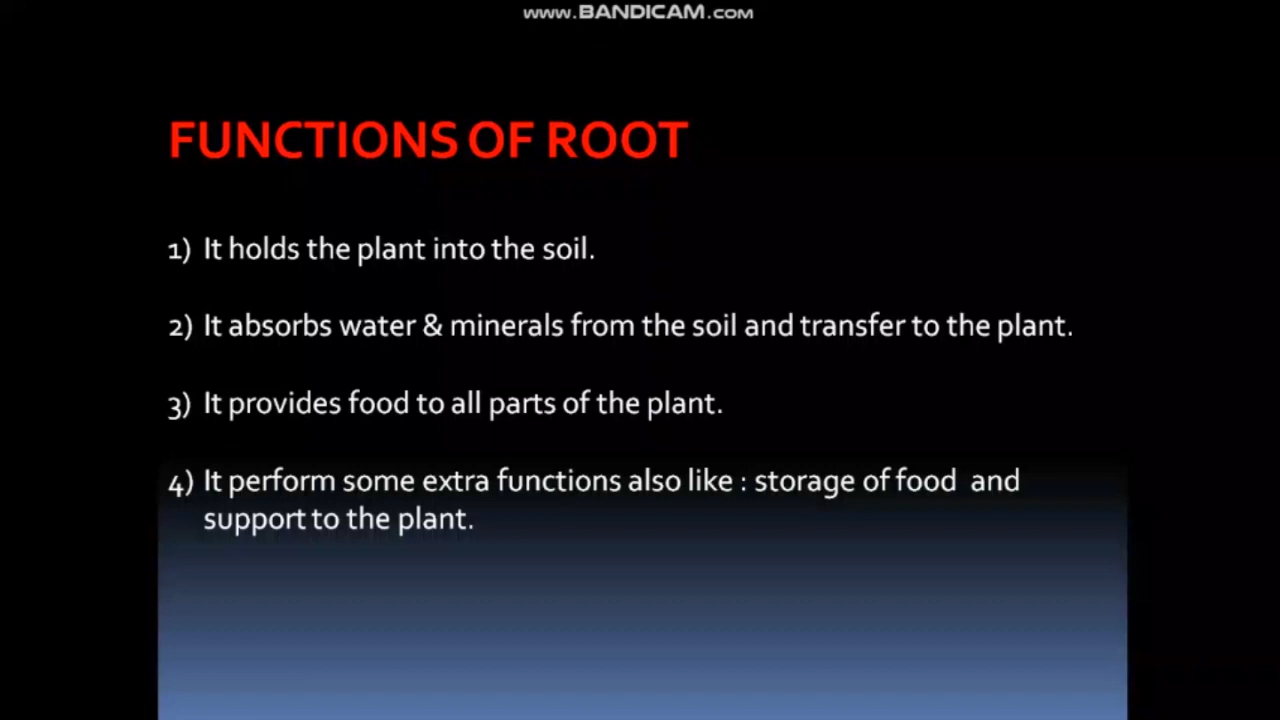 www.BANDICAM.com
FUNCTIONS OF ROOT
1) It holds the plant into the soil.
2) It absorbs water & minerals from the soil and transfer to the plant.
3) It provides food to all parts of the plant.
4) It perform some extra functions also like : storage of food and
support to the plant.